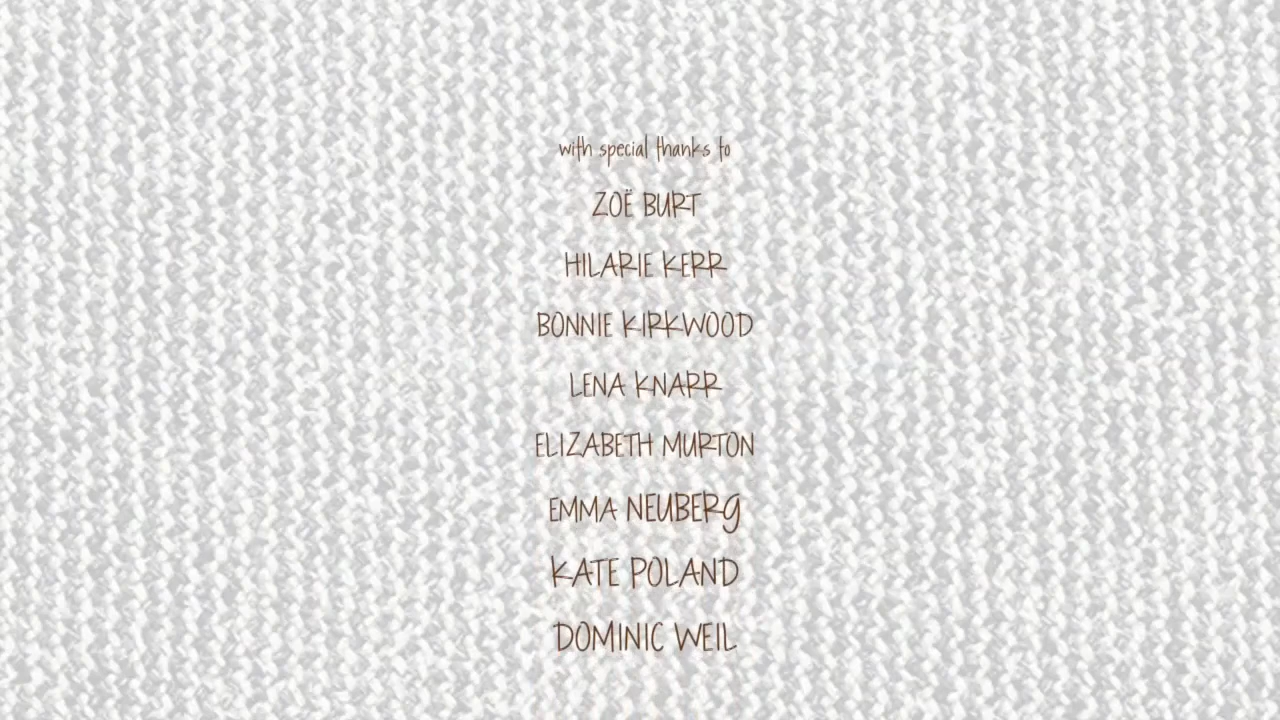 with special thanks to
ZOË BURT
HILARIE KERR
BONNIE KIRKWOOD
LENA KNARR
ELIZABETH MURTON
EMMA NEUBERg
KATE POLAND
DOMINIC WEIL